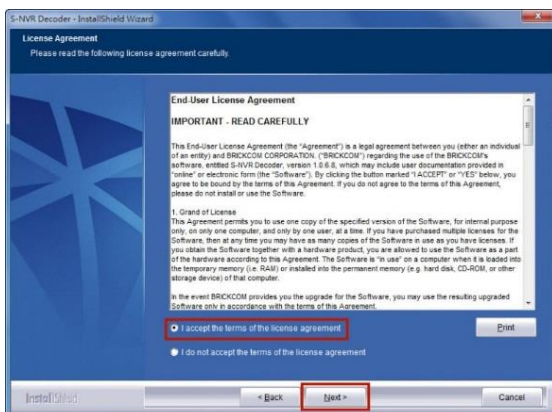 S-NVR Decoder - InstallShield Wizard
License Agreement
Please read the following license agreement carefully.
End-User License Agreement
IMPORTANT - READ CAREFULLY
This End-User License Agreement (the "Agreement") is a legal agreement between you (either an individual
of an entity) and BRICKCOM CORPORATION. ("BRICKCOM") regarding the use of the BRICKCOM's
software, entitled S-NVR Decoder, version 1.0.6.8, which may include user documentation provided in
"online" or electronic form (the "Software"). By clicking the button marked "I ACCEPT" or "YES" below, you
agree to be bound by the terms of this Agreement. If you do not agree to the terms of this Agreement,
please do not install or use the Software.
1. Grand of License
This Agreement permits you to use one copy of the specified version of the Software, for internal purpose
only, on only one computer, and only by one user, at a time. If you have purchased multiple licenses for the
Software, then at any time you may have as many copies of the Software in use as you have licenses. If
you obtain the Software together with a hardware product, you are allowed to use the Software as a part
of the hardware according to this Agreement. The Software is "in use" on a computer when it is loaded into
the temporary memory (i.e. RAM) or installed into the permanent memory (e.g. hard disk, CD-ROM, or other
storage device) of that computer.
In the event BRICKCOM provides you the upgrade for the Software, you may use the resulting upgraded
Software only in accordance with the terms of this Agreement.
I accept the terms of the license agreement
Print
I do not accept the terms of the license agreement
InstallShield
< Back
Next >
Cancel